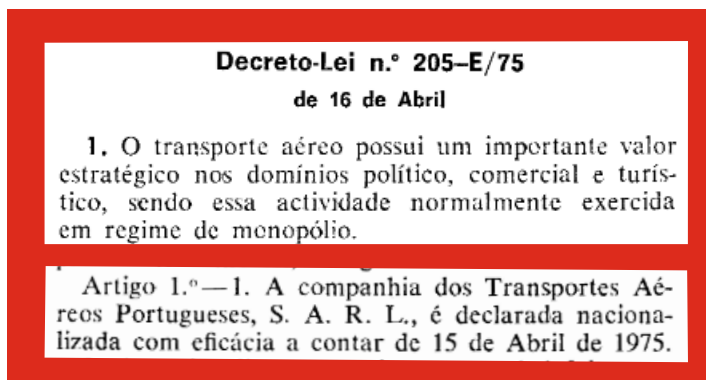 Decreto-Lei n.º 205-E/75
de 16 de Abril
1. O transporte aéreo possui um importante valor
estratégico nos domínios político, comercial e turís-
tico, sendo essa actividade normalmente exercida
em regime de monopólio.
Artigo 1.º — 1. A companhia dos Transportes Aé-
reos Portugueses, S. A. R. L., é declarada naciona-
lizada com eficácia a contar de 15 de Abril de 1975.